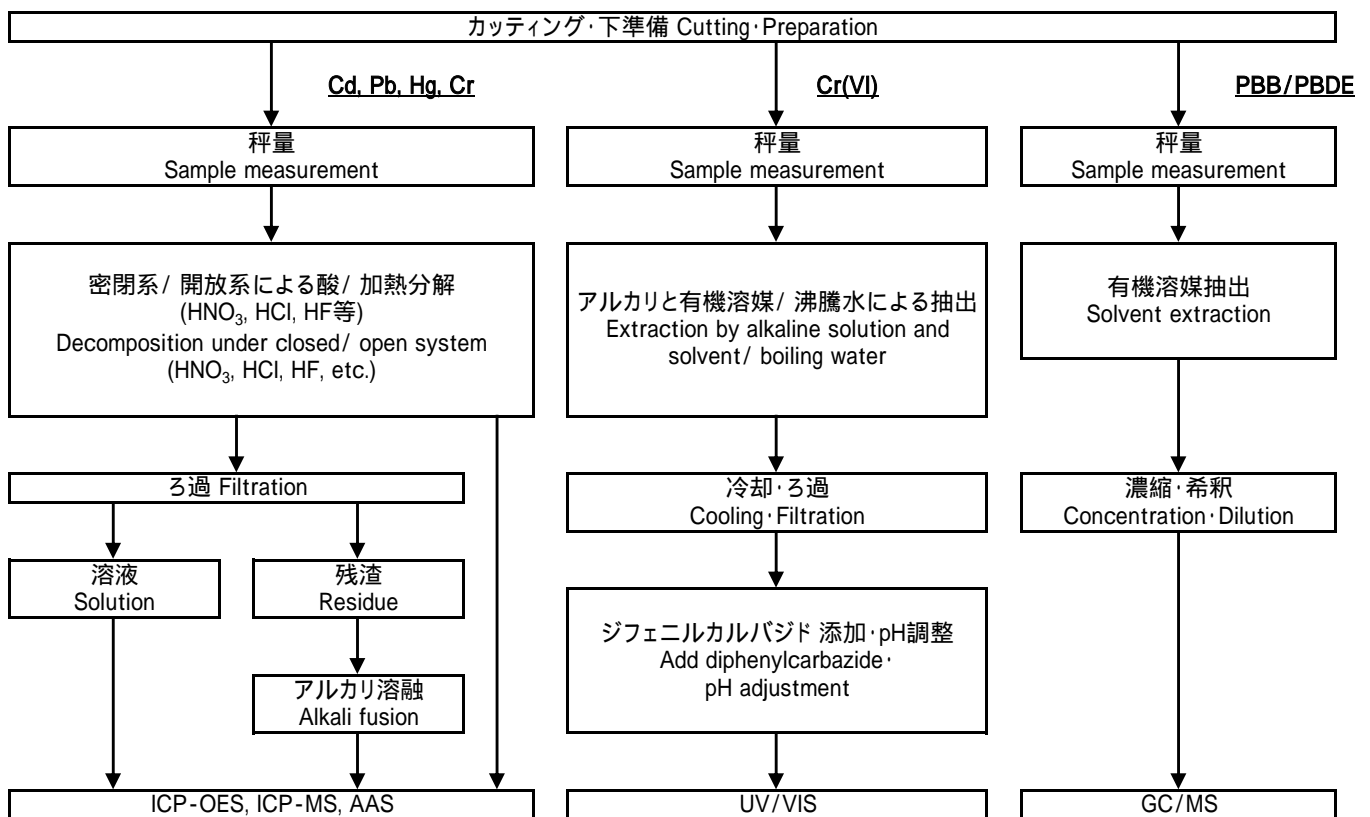 カッティング･下準備 Cutting･Preparation
Cd, Pb, Hg, Cr
Cr(VI)
PBB/PBDE
秤量
Sample measurement
秤量
Sample measurement
秤量
Sample measurement
密閉系/ 開放系による酸/ 加熱分解
(HNO3, HCl, HF等)
Decomposition under closed/ open system
(HNO3, HCl, HF, etc.)
アルカリと有機溶媒/ 沸騰水による抽出
Extraction by alkaline solution and
solvent/ boiling water
有機溶媒抽出
Solvent extraction
ろ過 Filtration
冷却･ろ過
Cooling･Filtration
濃縮･希釈
Concentration･Dilution
溶液
Solution
残渣
Residue
ジフェニルカルバジド 添加･pH調整
Add diphenylcarbazide･
pH adjustment
アルカリ溶融
Alkali fusion
ICP-OES, ICP-MS, AAS
UV/VIS
GC/MS